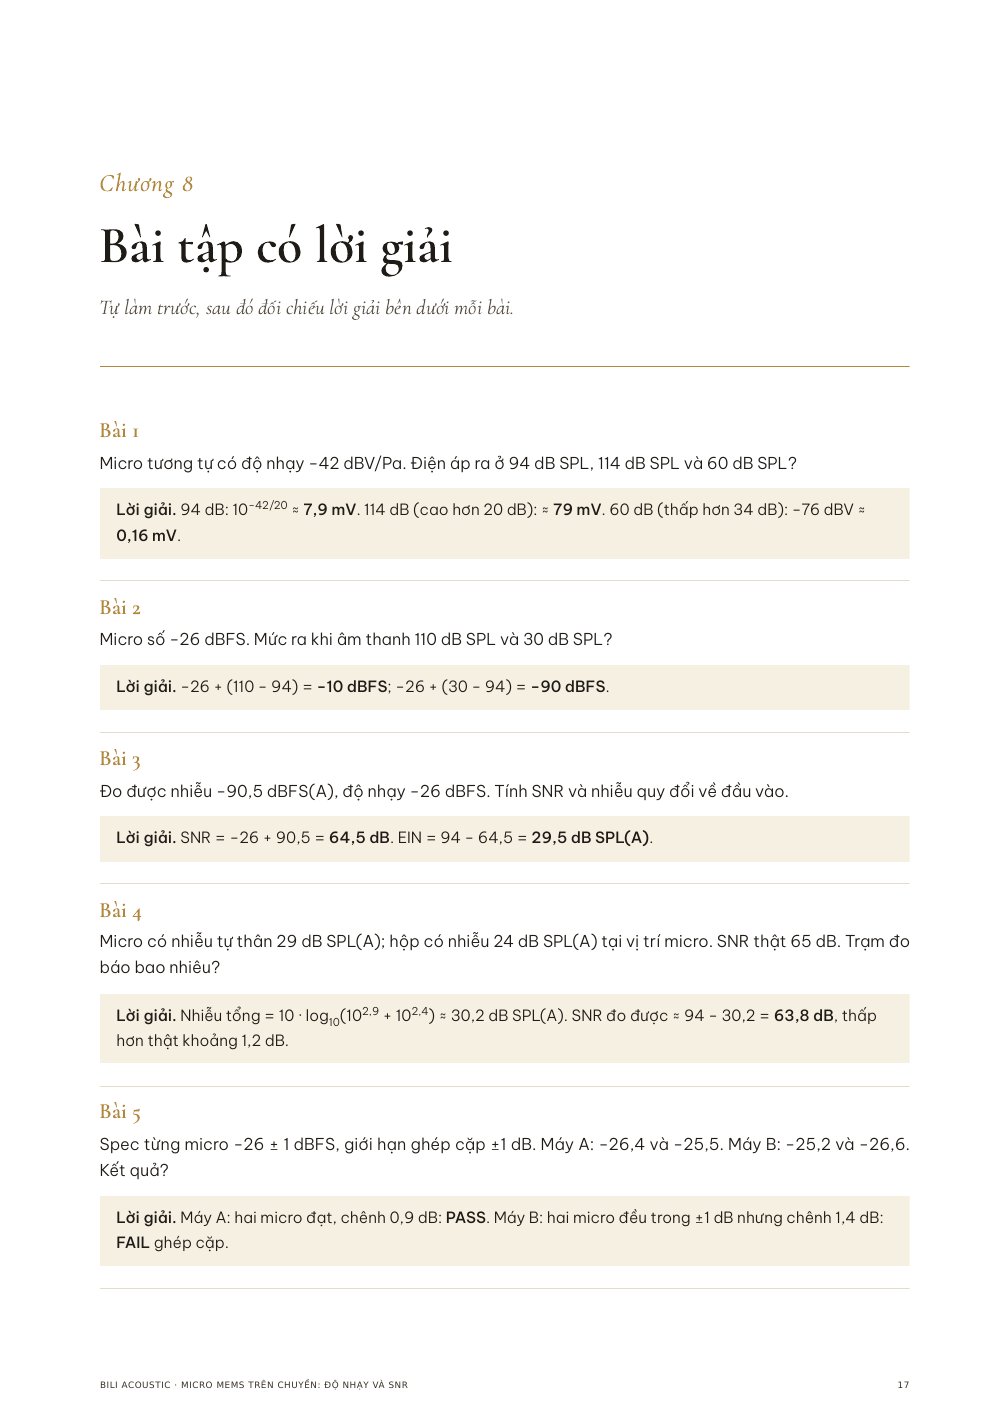 Chương 8
Bài tập có lời giải
Tự làm trước, sau đó đối chiếu lời giải bên dưới mỗi bài.
Bài 1
Micro tương tự có độ nhạy −42 dBV/Pa. Điện áp ra ở 94 dB SPL, 114 dB SPL và 60 dB SPL?
Lời giải. 94 dB: 10⁻⁴²ᐟ²⁰ ≈ 7,9 mV. 114 dB (cao hơn 20 dB): ≈ 79 mV. 60 dB (thấp hơn 34 dB): −76 dBV ≈
0,16 mV.
Bài 2
Micro số −26 dBFS. Mức ra khi âm thanh 110 dB SPL và 30 dB SPL?
Lời giải. −26 + (110 − 94) = −10 dBFS; −26 + (30 − 94) = −90 dBFS.
Bài 3
Đo được nhiễu −90,5 dBFS(A), độ nhạy −26 dBFS. Tính SNR và nhiễu quy đổi về đầu vào.
Lời giải. SNR = −26 + 90,5 = 64,5 dB. EIN = 94 − 64,5 = 29,5 dB SPL(A).
Bài 4
Micro có nhiễu tự thân 29 dB SPL(A); hộp có nhiễu 24 dB SPL(A) tại vị trí micro. SNR thật 65 dB. Trạm đo
báo bao nhiêu?
Lời giải. Nhiễu tổng = 10 · log₁₀(10^2,9 + 10^2,4) ≈ 30,2 dB SPL(A). SNR đo được ≈ 94 − 30,2 = 63,8 dB, thấp
hơn thật khoảng 1,2 dB.
Bài 5
Spec từng micro −26 ± 1 dBFS, giới hạn ghép cặp ±1 dB. Máy A: −26,4 và −25,5. Máy B: −25,2 và −26,6.
Kết quả?
Lời giải. Máy A: hai micro đạt, chênh 0,9 dB: PASS. Máy B: hai micro đều trong ±1 dB nhưng chênh 1,4 dB:
FAIL ghép cặp.
BILI ACOUSTIC · MICRO MEMS TRÊN CHUYỀN: ĐỘ NHẠY VÀ SNR
17